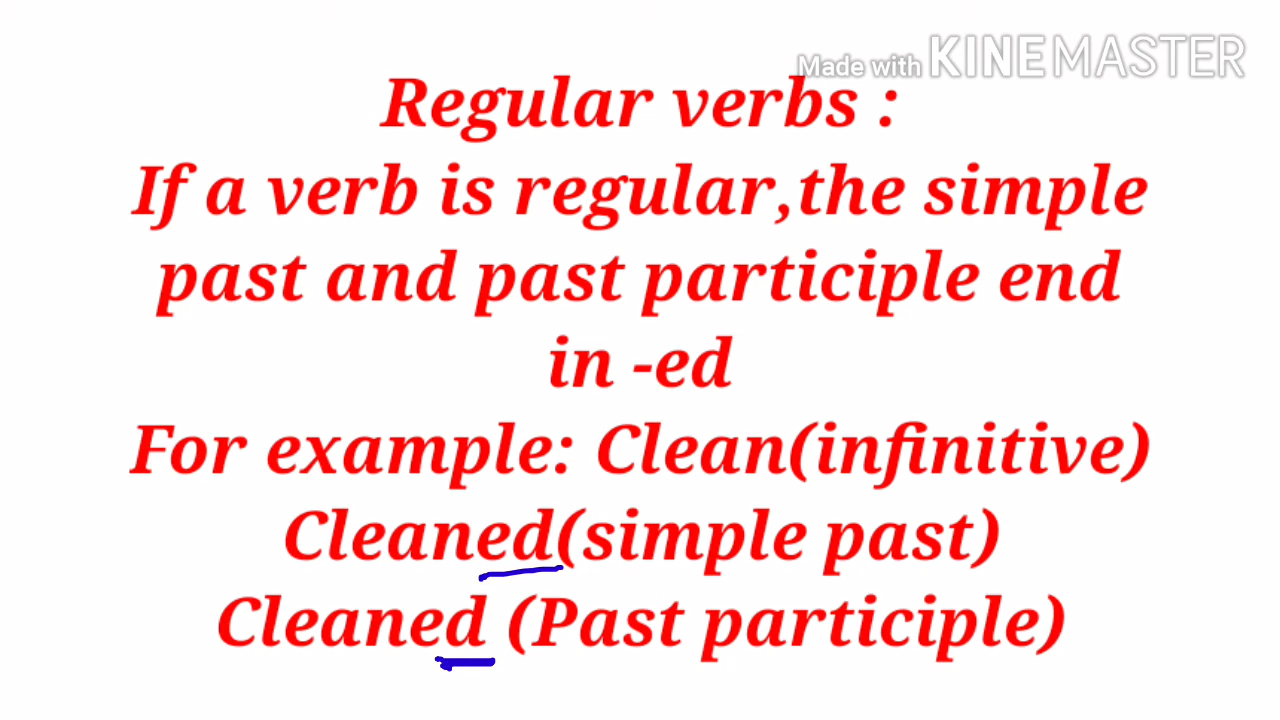 Made with KINEMASTER
Regular verbs :
If a verb is regular,the simple
past and past participle end
in -ed
For example: Clean(infinitive)
Cleaned(simple past)
Cleaned (Past participle)